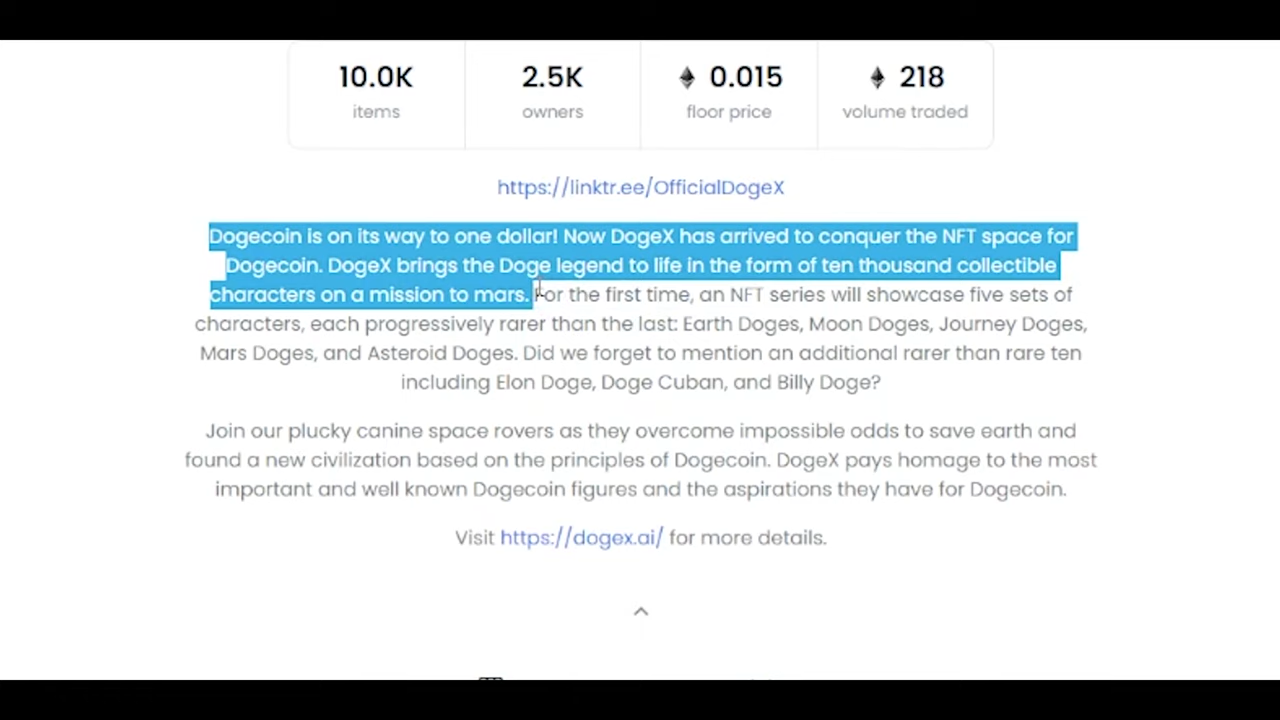 10.0K 2.5K 0.015 218
items owners floor price volume traded
https://linktr.ee/OfficialDogeX
Dogecoin is on its way to one dollar! Now DogeX has arrived to conquer the NFT space for
Dogecoin. DogeX brings the Doge legend to life in the form of ten thousand collectible
characters on a mission to mars. For the first time, an NFT series will showcase five sets of
characters, each progressively rarer than the last: Earth Doges, Moon Doges, Journey Doges,
Mars Doges, and Asteroid Doges. Did we forget to mention an additional rarer than rare ten
including Elon Doge, Doge Cuban, and Billy Doge?
Join our plucky canine space rovers as they overcome impossible odds to save earth and
found a new civilization based on the principles of Dogecoin. DogeX pays homage to the most
important and well known Dogecoin figures and the aspirations they have for Dogecoin.
Visit https://dogex.ai/ for more details.